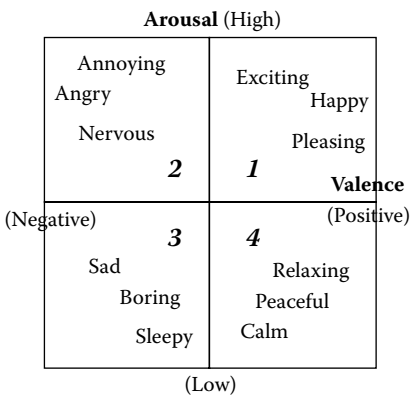 Arousal (High)
Annoying
Exciting
Angry
Happy
Nervous
Pleasing
2
1
Valence
(Negative)
(Positive)
3
4
Sad
Relaxing
Boring
Peaceful
Sleepy
Calm
(Low)